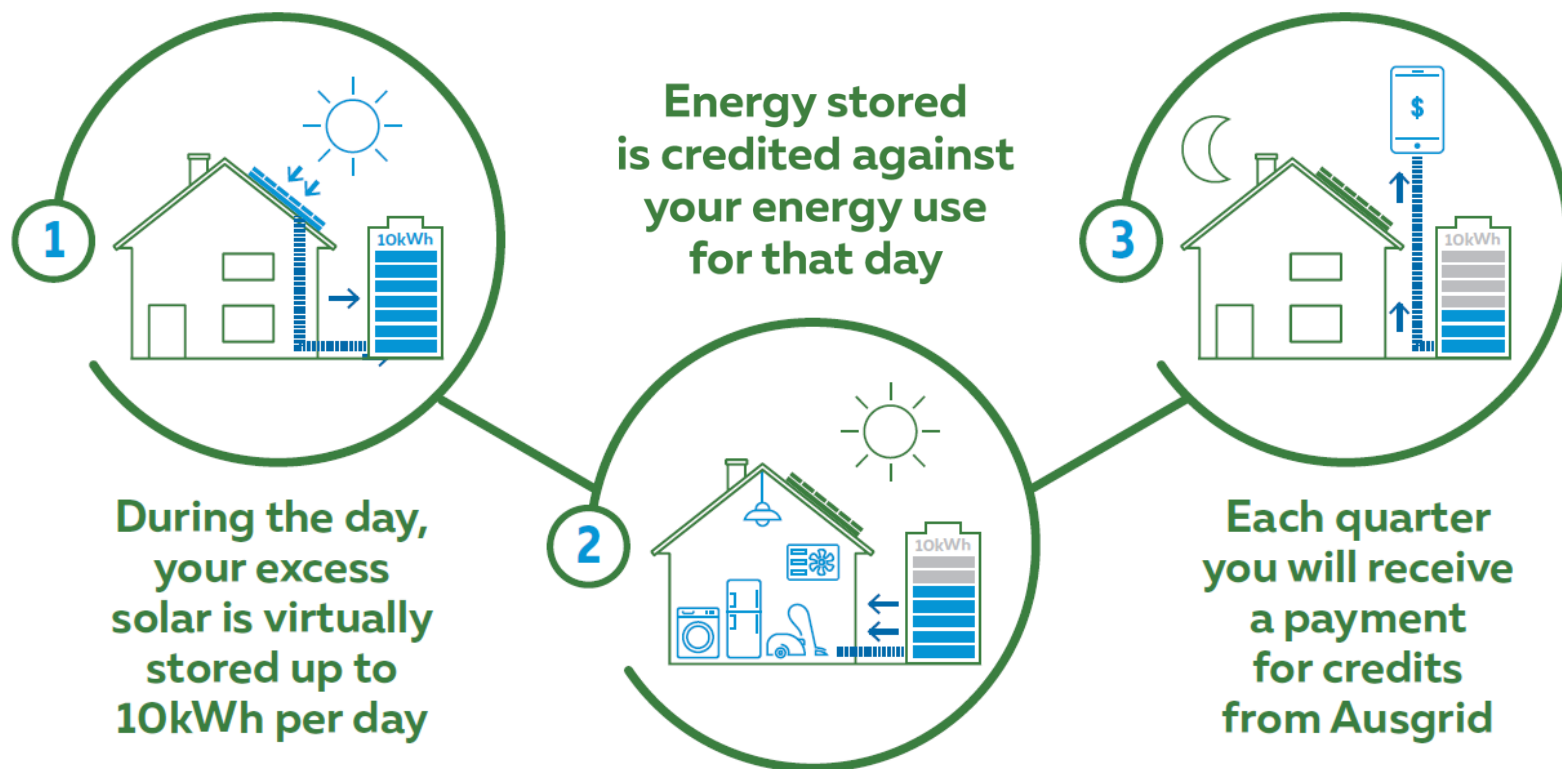 1
10kWh
During the day,
your excess
solar is virtually
stored up to
10kWh per day
Energy stored
is credited against
your energy use
for that day
2
10kWh
3
$
10kWh
Each quarter
you will receive
a payment
for credits
from Ausgrid